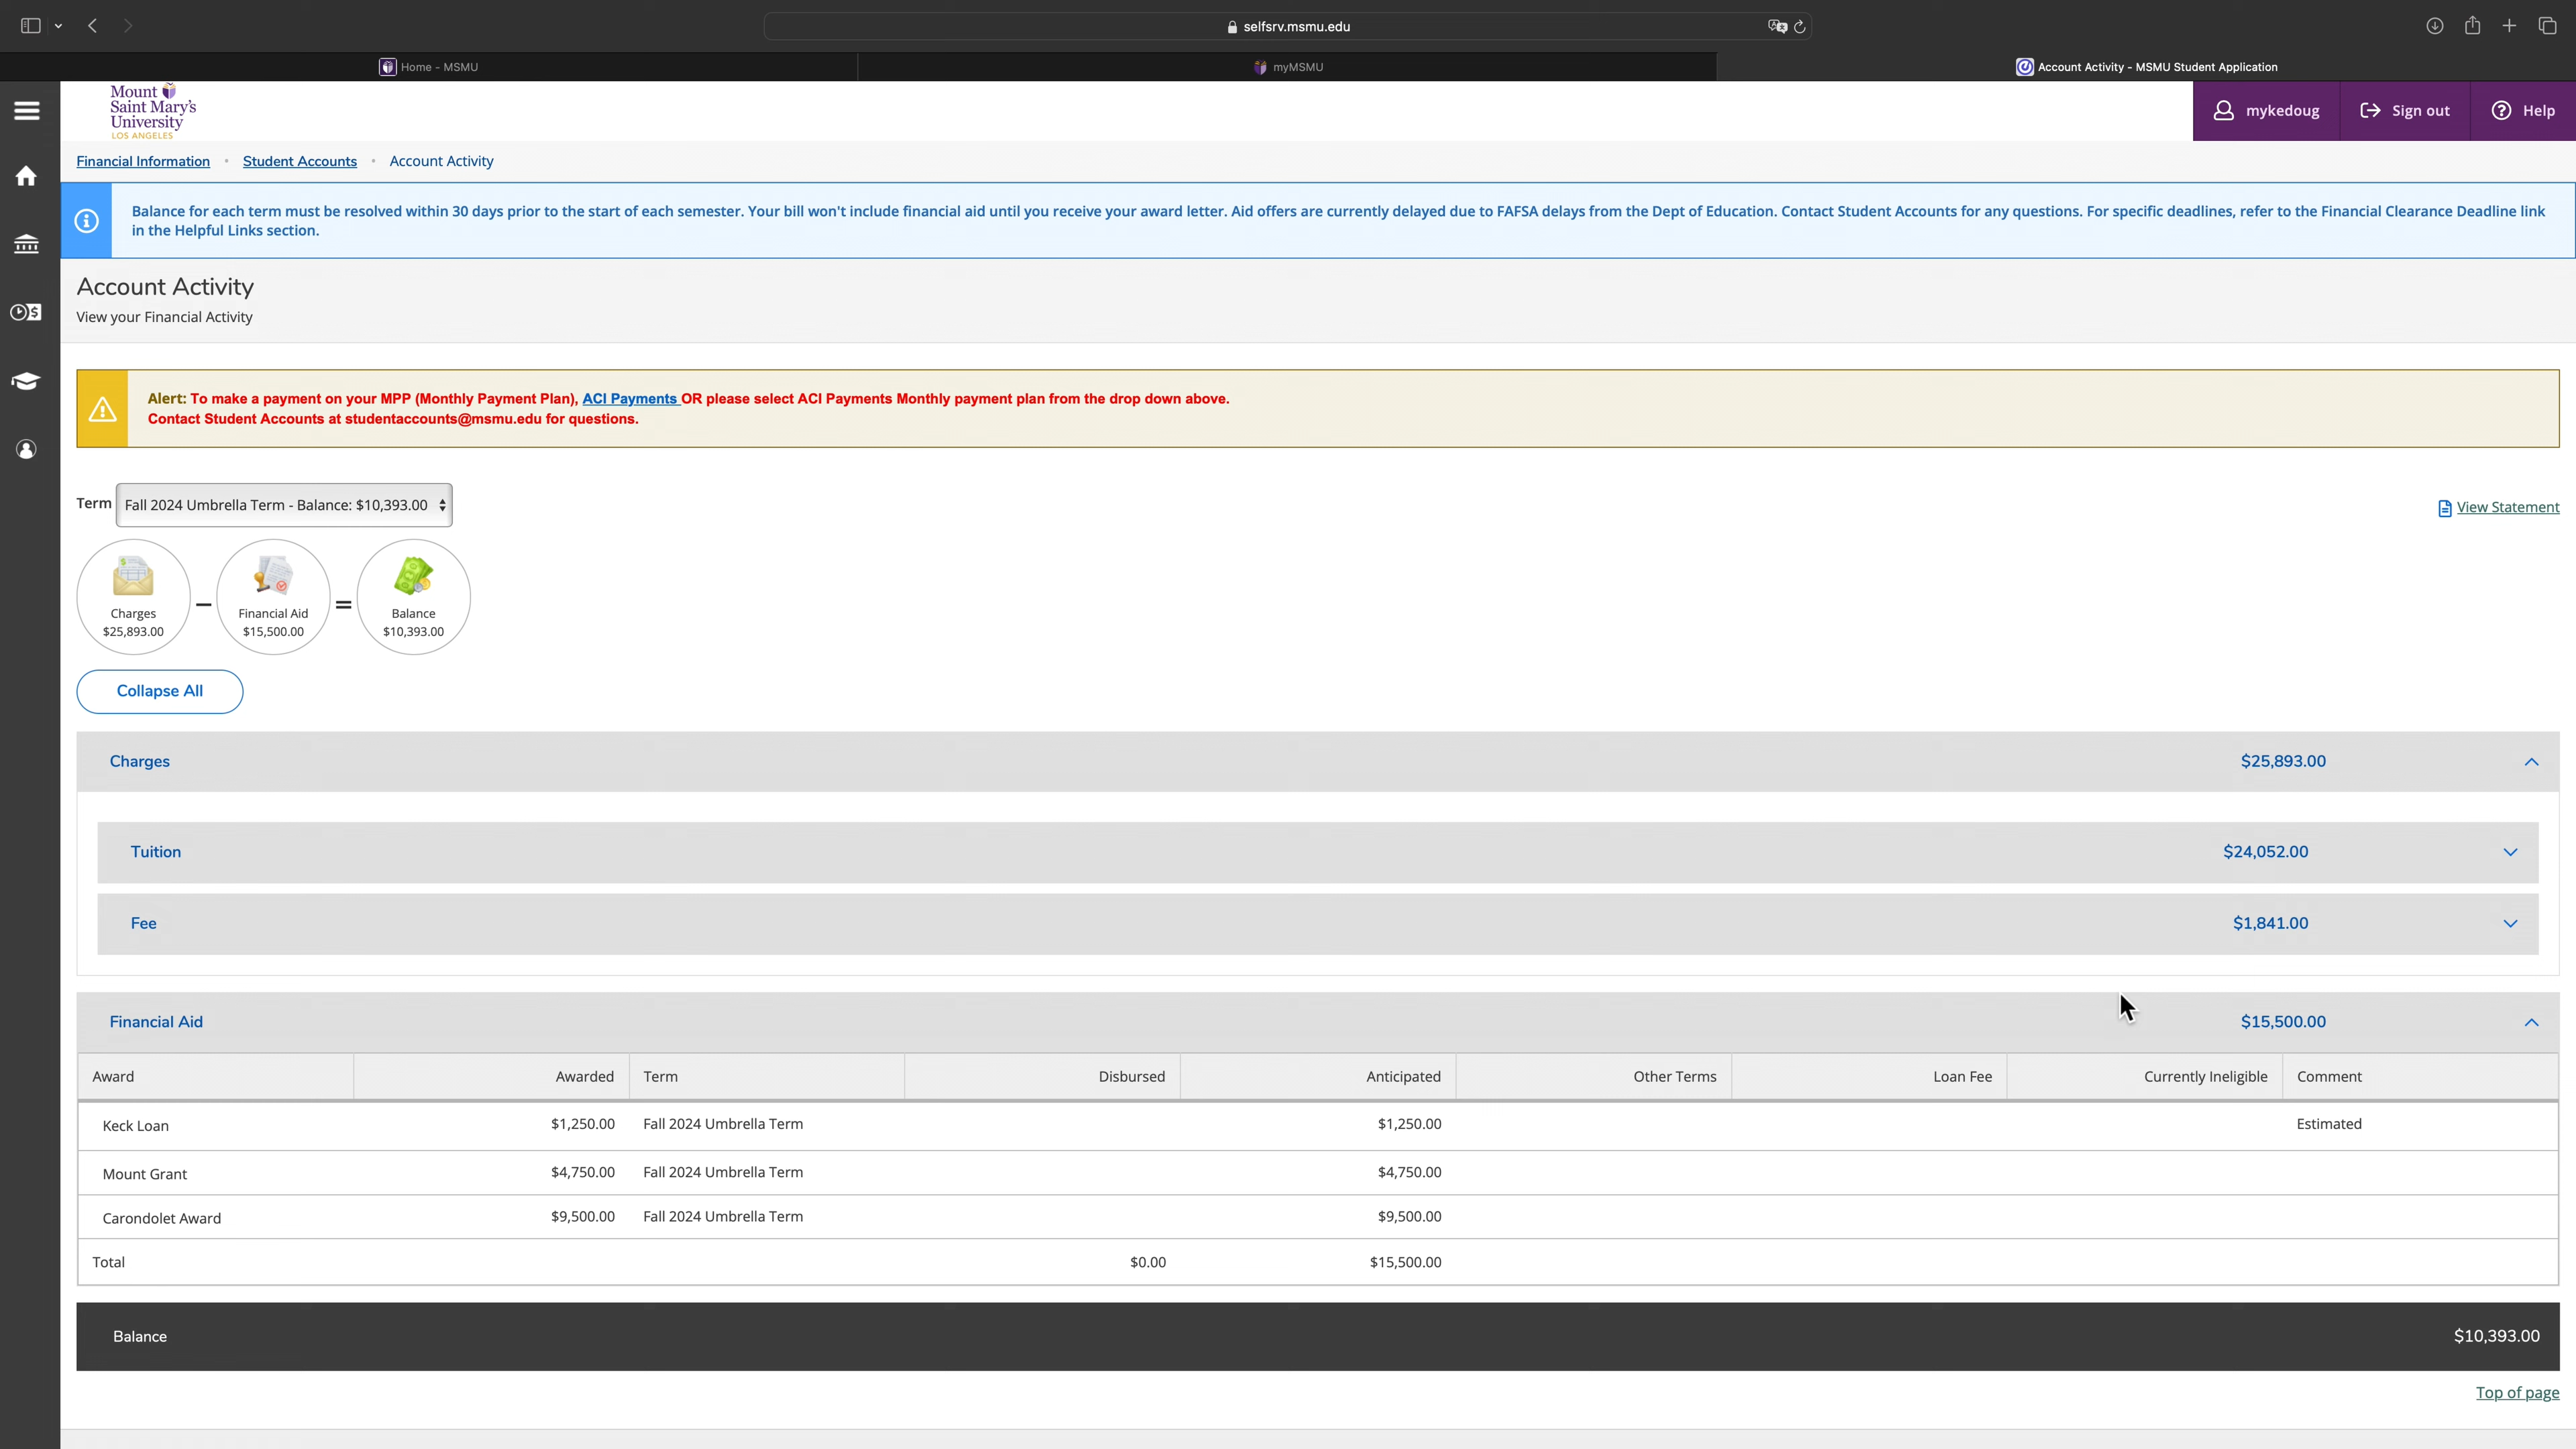 selfsrv.msmu.edu
Home - MSMU
myMSMU
Account Activity - MSMU Student Application
Mount
Saint Mary's
University
LOS ANGELES
mykedoug
Sign out
Help
Financial Information • Student Accounts • Account Activity
Balance for each term must be resolved within 30 days prior to the start of each semester. Your bill won't include financial aid until you receive your award letter. Aid offers are currently delayed due to FAFSA delays from the Dept of Education. Contact Student Accounts for any questions. For specific deadlines, refer to the Financial Clearance Deadline link
in the Helpful Links section.
Account Activity
View your Financial Activity
Alert: To make a payment on your MPP (Monthly Payment Plan), ACI Payments OR please select ACI Payments Monthly payment plan from the drop down above.
Contact Student Accounts at studentaccounts@msmu.edu for questions.
Term Fall 2024 Umbrella Term - Balance: $10,393.00
View Statement
Charges
$25,893.00
–
Financial Aid
$15,500.00
=
Balance
$10,393.00
Collapse All
Charges $25,893.00
Tuition $24,052.00
Fee $1,841.00
Financial Aid $15,500.00
Award Awarded Term Disbursed Anticipated Other Terms Loan Fee Currently Ineligible Comment
Keck Loan $1,250.00 Fall 2024 Umbrella Term $1,250.00 Estimated
Mount Grant $4,750.00 Fall 2024 Umbrella Term $4,750.00
Carondolet Award $9,500.00 Fall 2024 Umbrella Term $9,500.00
Total $0.00 $15,500.00
Balance $10,393.00
Top of page